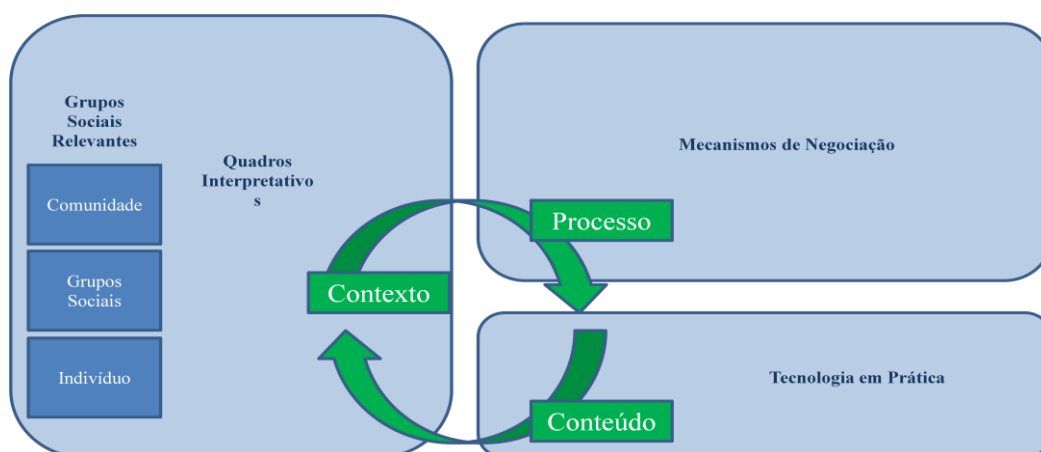 Grupos
Sociais
Relevantes
Comunidade
Grupos
Sociais
Indivíduo
Quadros
Interpretativo
s
Contexto
Mecanismos de Negociação
Processo
Tecnologia em Prática
Conteúdo